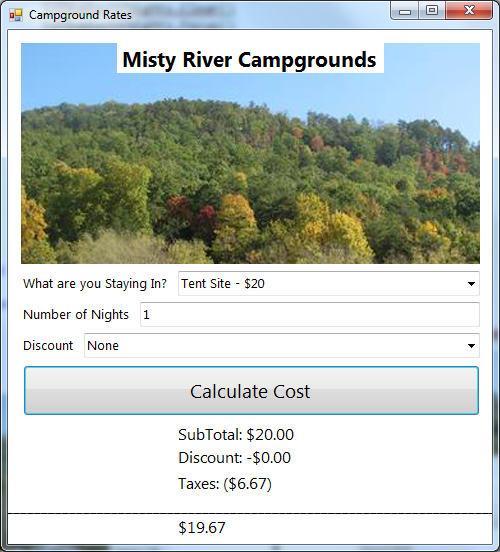 Campground Rates
Misty River Campgrounds
What are you Staying In? Tent Site - $20
Number of Nights 1
Discount None
Calculate Cost
SubTotal: $20.00
Discount: -$0.00
Taxes: ($6.67)
$19.67